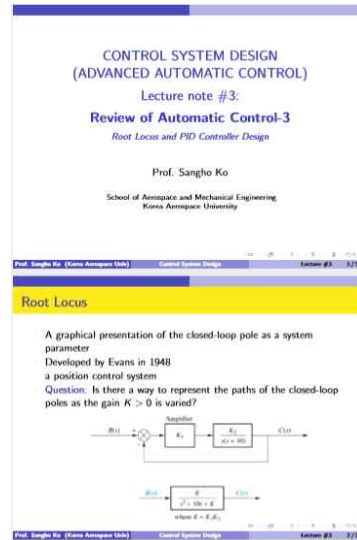 CONTROL SYSTEM DESIGN
(ADVANCED AUTOMATIC CONTROL)
Lecture note #3:
Review of Automatic Control-3
Root Locus and PID Controller Design
Prof. Sangho Ko
School of Aerospace and Mechanical Engineering
Korea Aerospace University
Prof. Sangho Ko (Korea Aerospace Univ) Control System Design Lecture #3
Root Locus
A graphical presentation of the closed-loop pole as a system
parameter
Developed by Evans in 1948
a position control system
Question: Is there a way to represent the paths of the closed-loop
poles as the gain K > 0 is varied?
Amplifier
R(s) + K₁ K₂ C(s)
s(s + 10)
R(s) K C(s)
s² + 10s + K
where K = K₁K₂
Prof. Sangho Ko (Korea Aerospace Univ) Control System Design Lecture #3